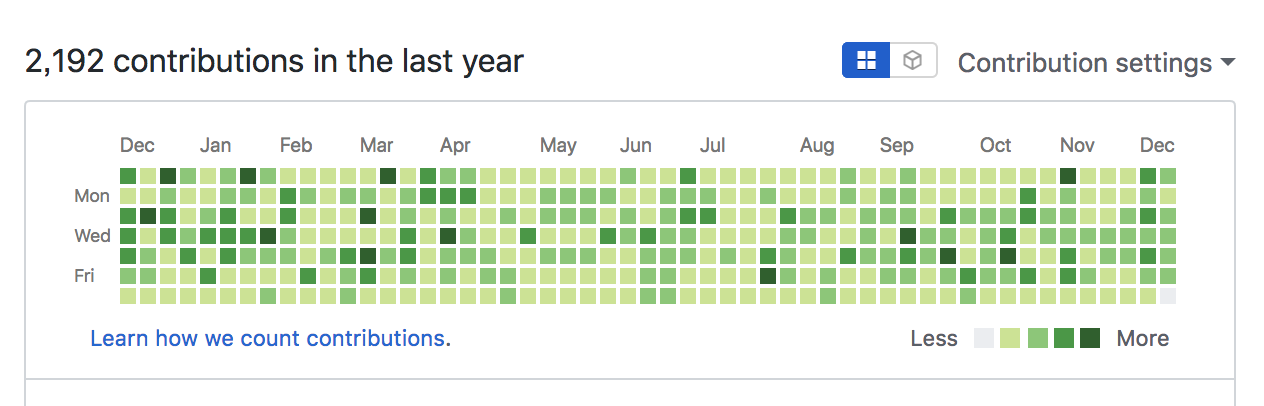 2,192 contributions in the last year
Contribution settings
Dec Jan Feb Mar Apr May Jun Jul Aug Sep Oct Nov Dec
Mon
Wed
Fri
Learn how we count contributions.
Less More